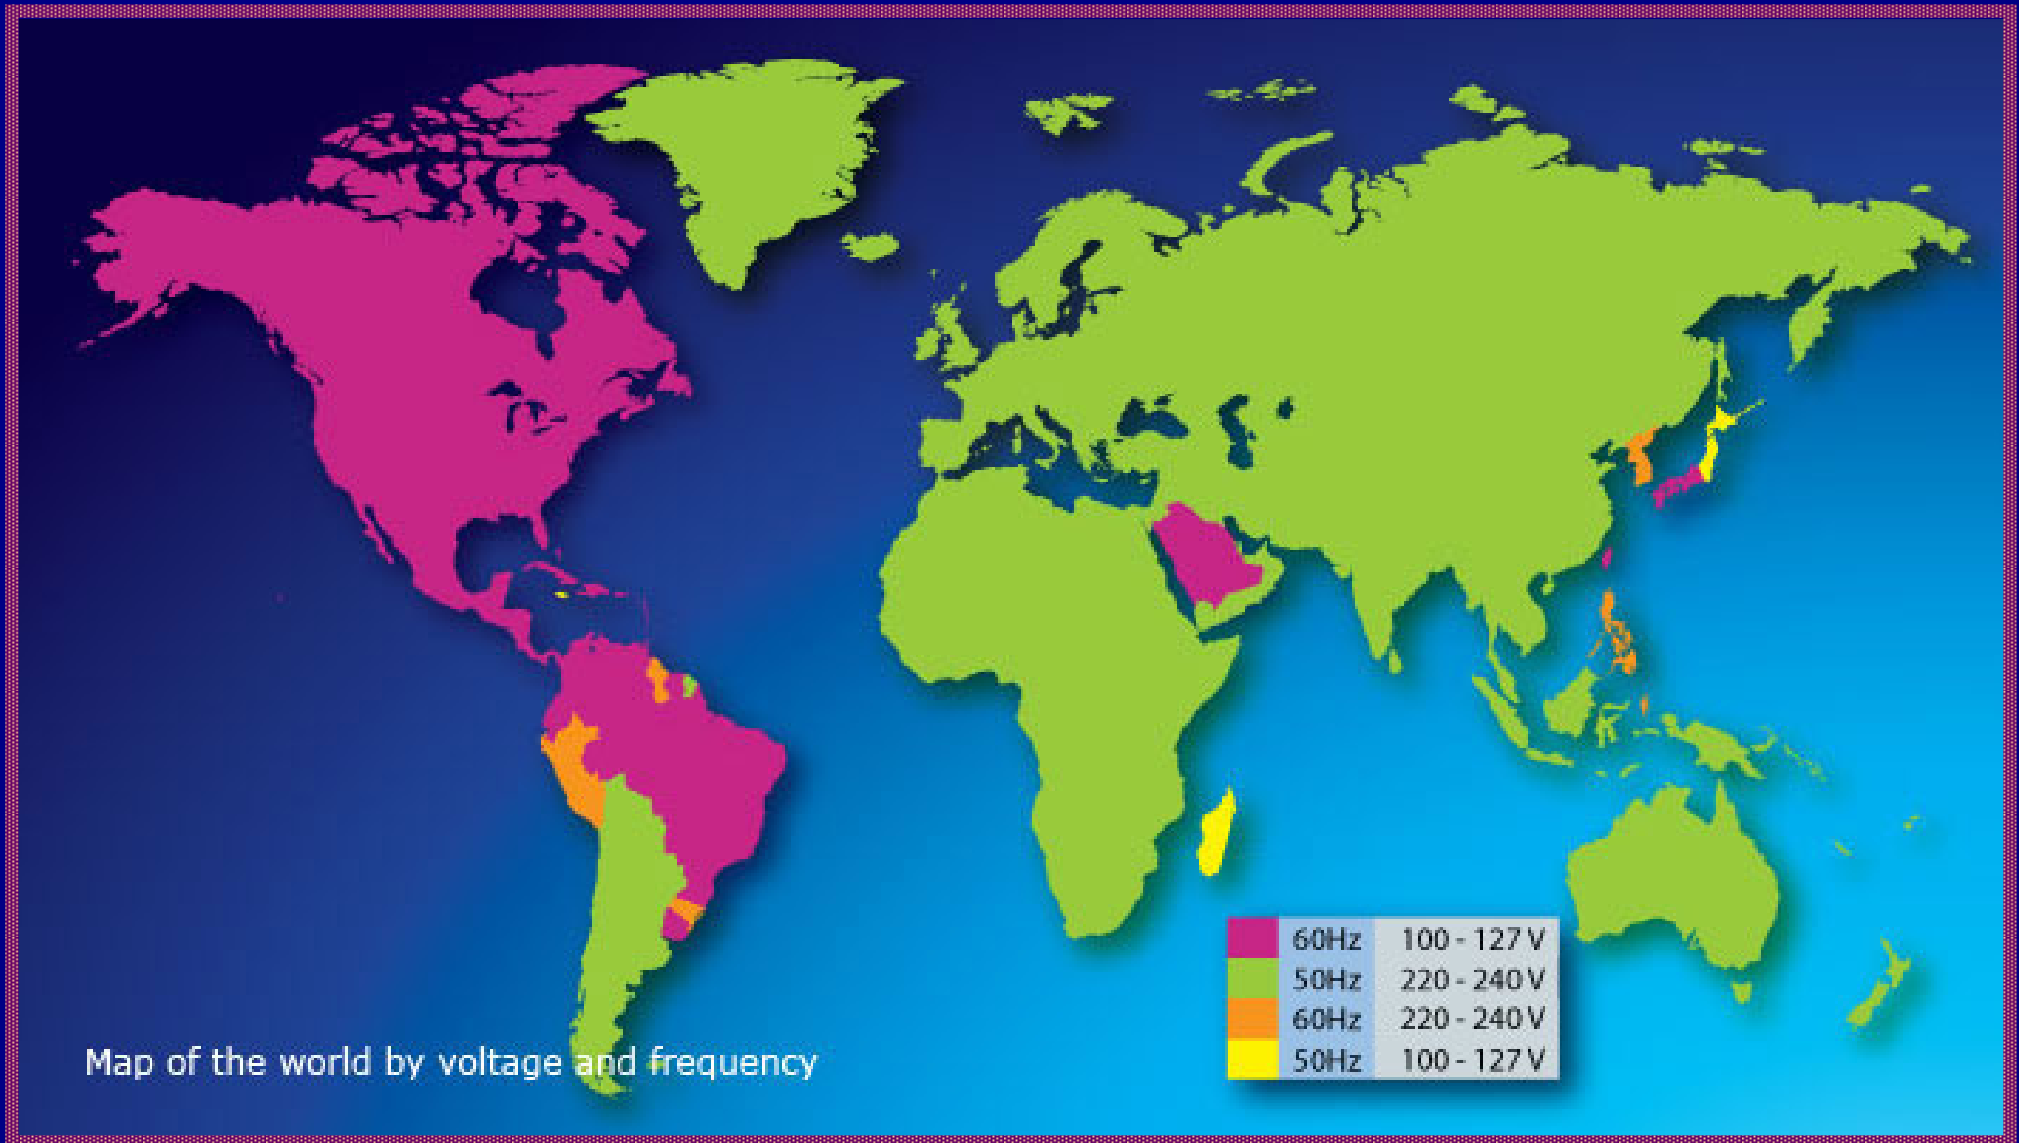 60Hz 100 - 127 V
50Hz 220 - 240 V
60Hz 220 - 240 V
50Hz 100 - 127 V
Map of the world by voltage and frequency